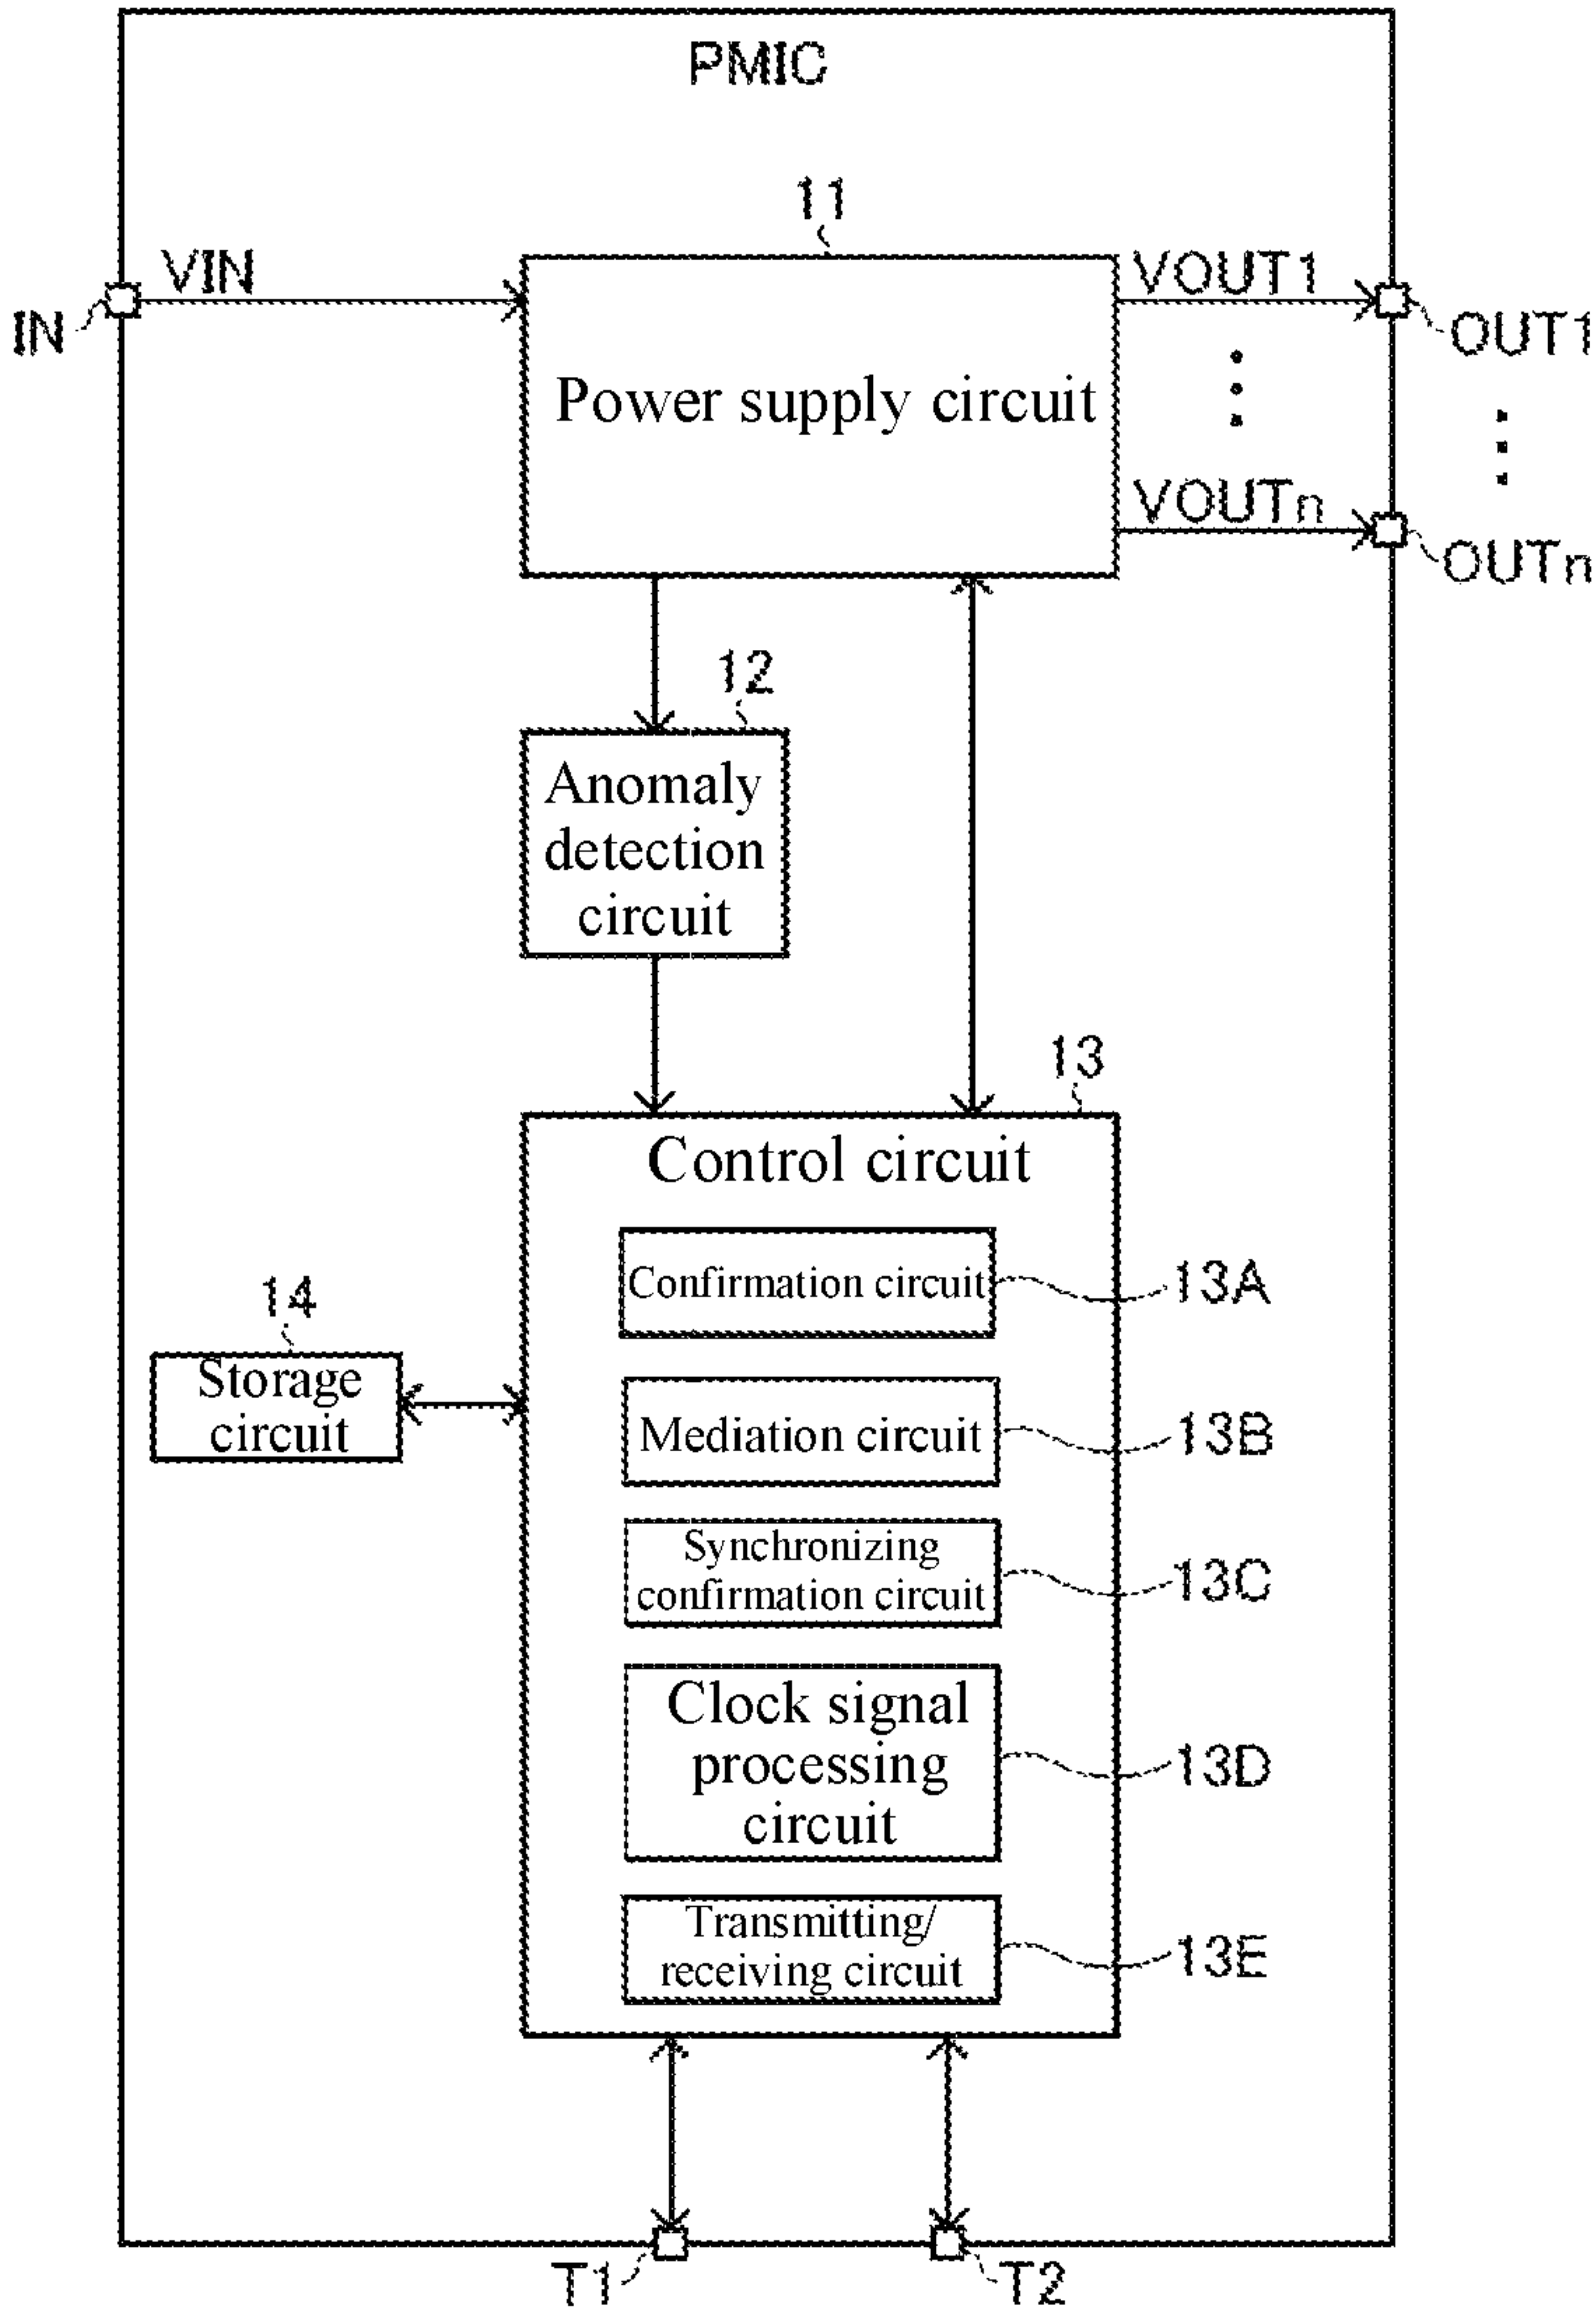 PMIC
11
VIN
VOUT1
IN
OUT1
Power supply circuit
VOUTn
OUTn
12
Anomaly
detection
circuit
13
Control circuit
Confirmation circuit
13A
14
Storage
circuit
Mediation circuit
13B
Synchronizing
confirmation circuit
13C
Clock signal
processing
circuit
13D
Transmitting/
receiving circuit
13E
T1
T2